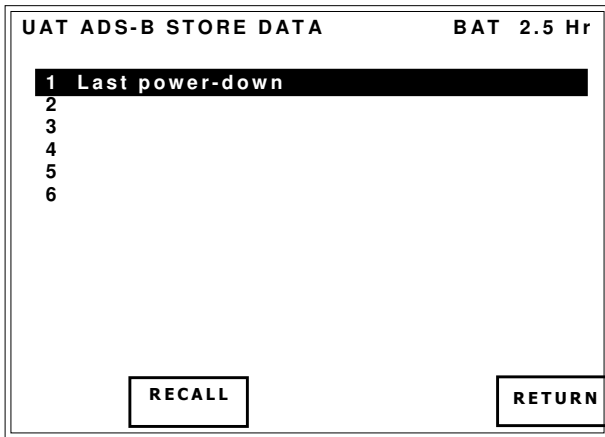 UAT ADS-B STORE DATA BAT 2.5 Hr
1 Last power-down
2
3
4
5
6
RECALL RETURN